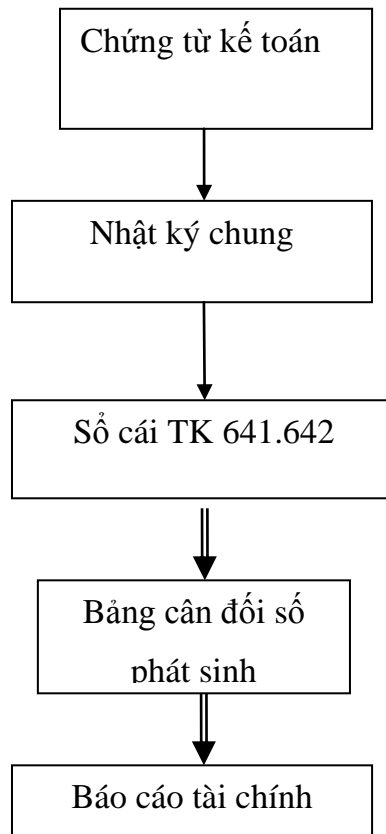 Chứng từ kế toán
Nhật ký chung
Sổ cái TK 641.642
Bảng cân đối số
phát sinh
Báo cáo tài chính